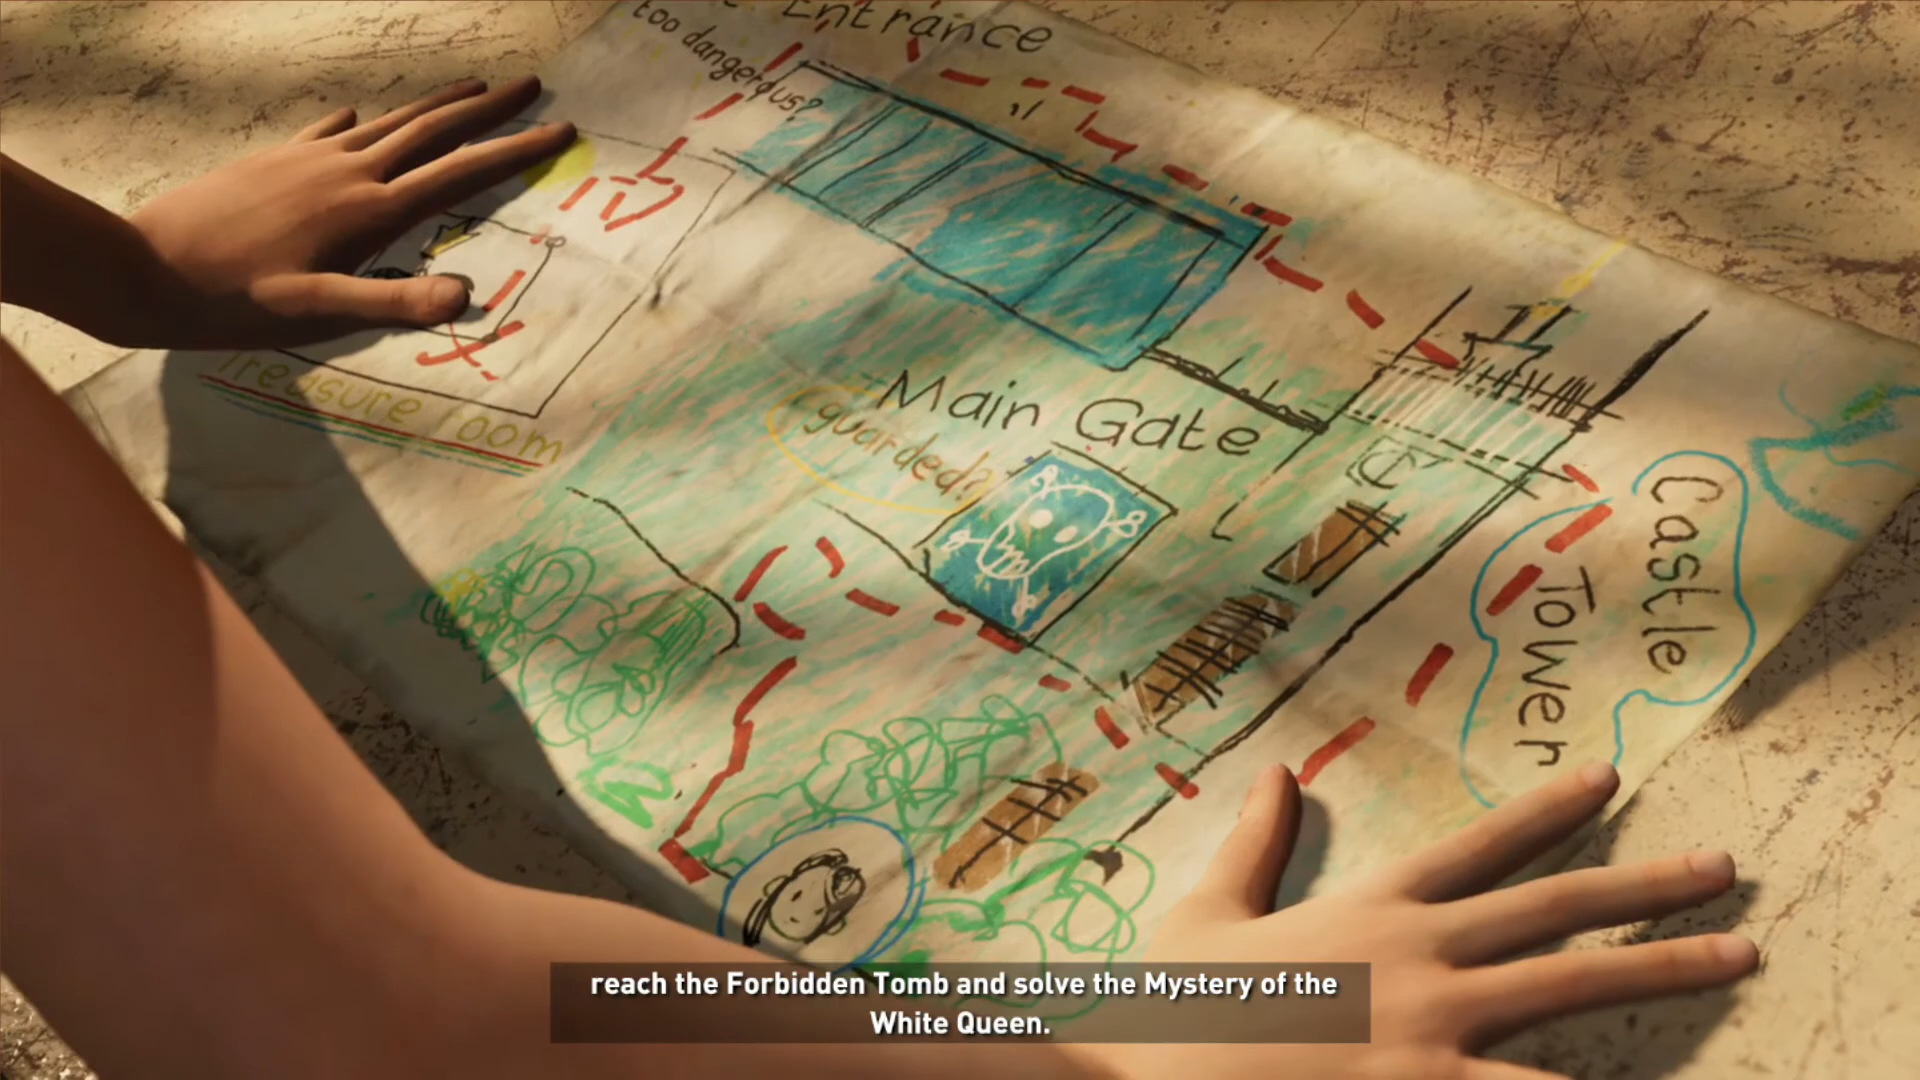 Entrance
too dangerous?
Treasure room
Main Gate
guarded?
Castle
Tower
reach the Forbidden Tomb and solve the Mystery of the
White Queen.